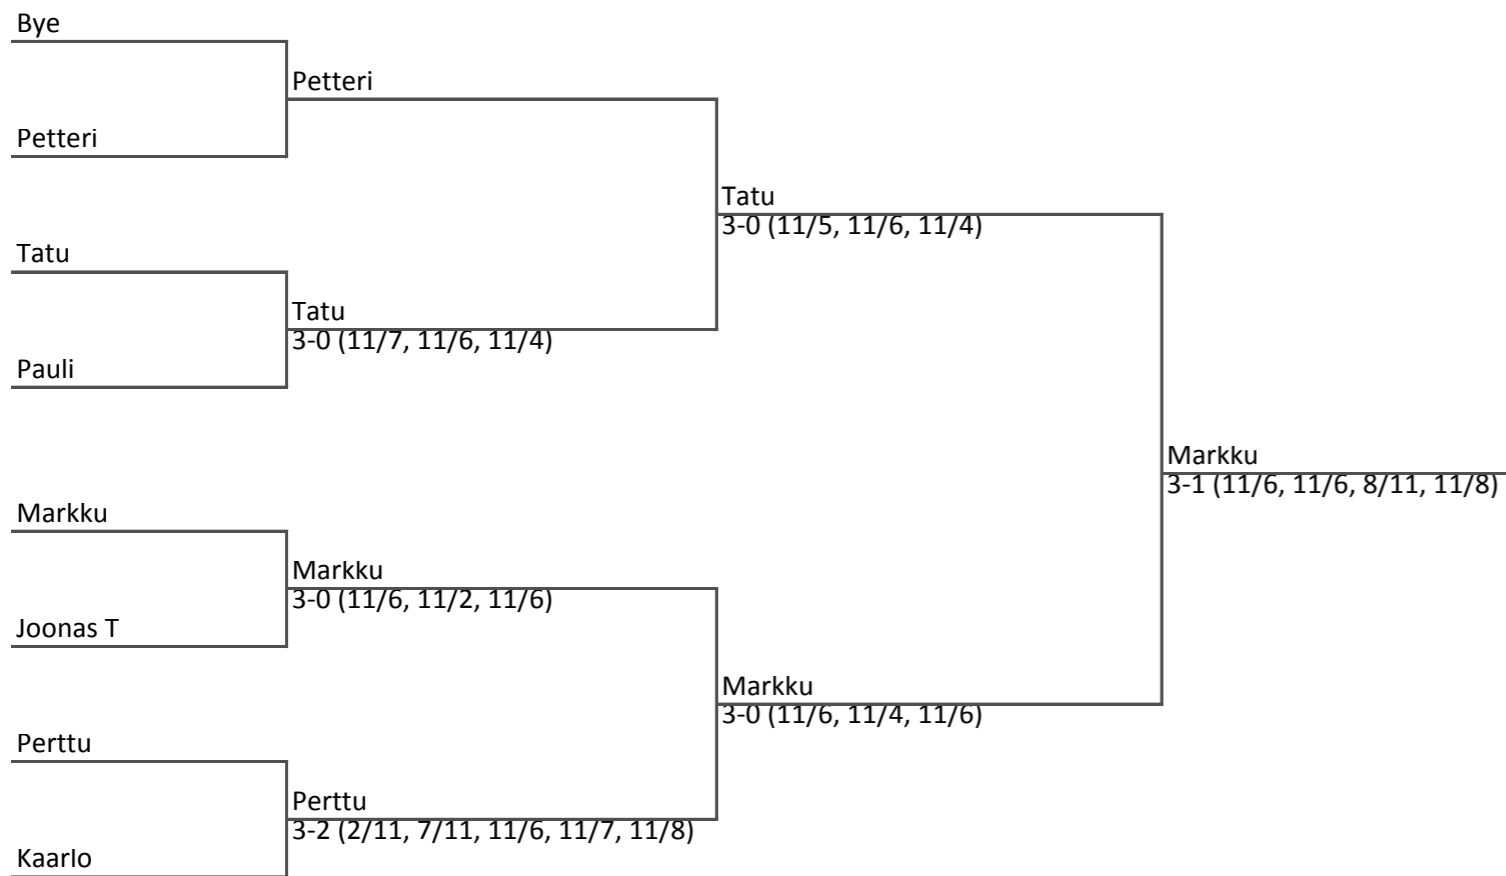 Bye
Petteri
Petteri
Tatu
3-0 (11/5, 11/6, 11/4)
Tatu
Tatu
3-0 (11/7, 11/6, 11/4)
Pauli
Markku
3-1 (11/6, 11/6, 8/11, 11/8)
Markku
Markku
3-0 (11/6, 11/2, 11/6)
Joonas T
Markku
3-0 (11/6, 11/4, 11/6)
Perttu
Perttu
3-2 (2/11, 7/11, 11/6, 11/7, 11/8)
Kaarlo